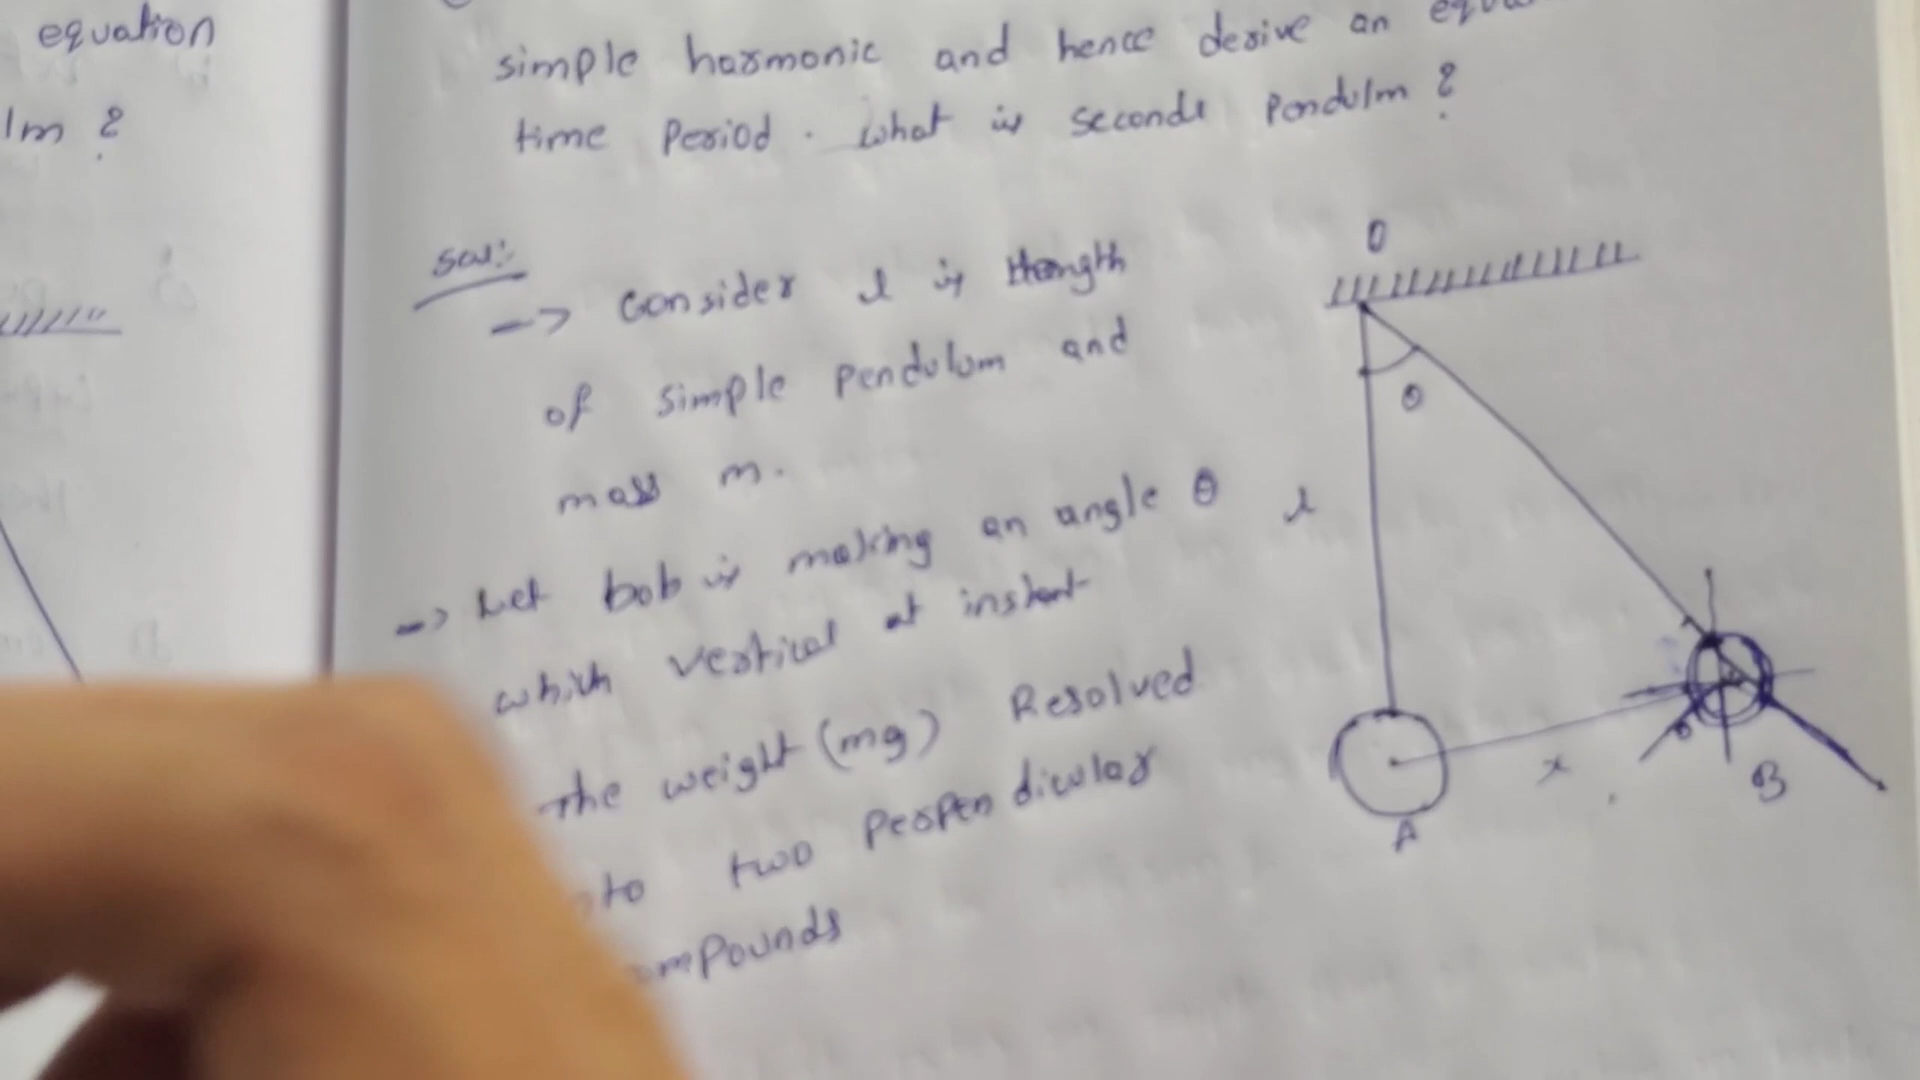 equation
lm ?
simple harmonic and hence derive an
time Period . what is seconds Pendulm ?
Sol:
-> Consider l is
of simple pendulum and
mass m.
-> Let bob is making an angle θ
which vertical at instant
the weight (mg) Resolved
to two perpendicular
mpounds
O
θ
l
x
A
B